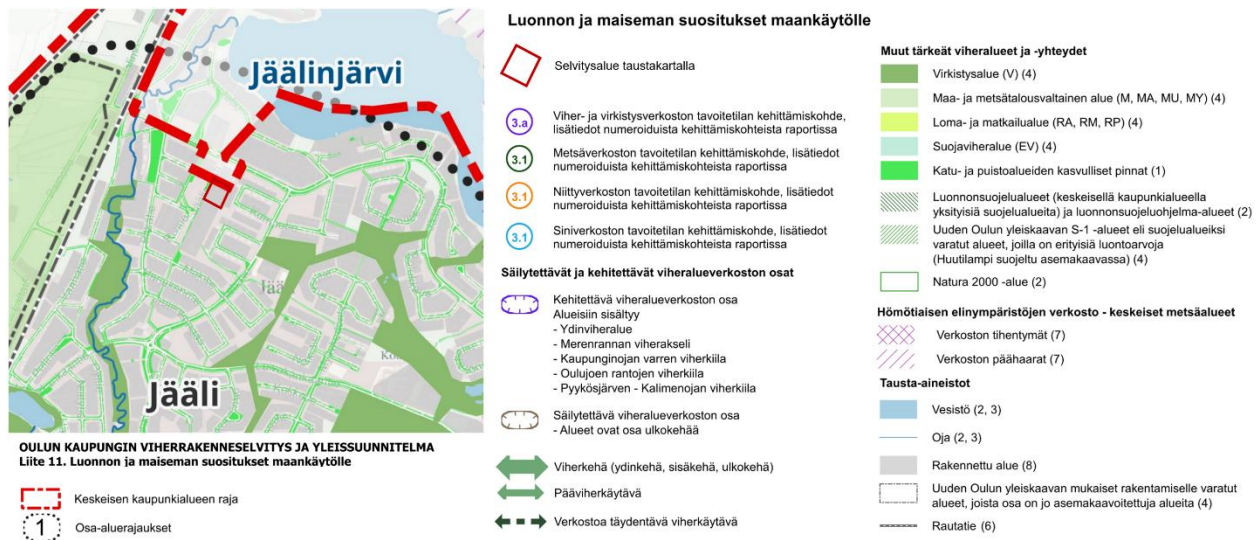 Jäälinjärvi
Jääli
OULUN KAUPUNGIN VIHERRAKENNESELVITYS JA YLEISSUUNNITELMA
Liite 11. Luonnon ja maiseman suositukset maankäytölle
Keskeisen kaupunkialueen raja
1
Osa-aluerajaukset
Luonnon ja maiseman suositukset maankäytölle
Selvitysalue taustakartalla
3.a
Viher- ja virkistysverkoston tavoitetilan kehittämiskohde,
lisätiedot numeroiduista kehittämiskohteista raportissa
3.1
Metsäverkoston tavoitetilan kehittämiskohde, lisätiedot
numeroiduista kehittämiskohteista raportissa
3.1
Niittyverkoston tavoitetilan kehittämiskohde, lisätiedot
numeroiduista kehittämiskohteista raportissa
3.1
Siniverkoston tavoitetilan kehittämiskohde, lisätiedot
numeroiduista kehittämiskohteista raportissa
Säilytettävät ja kehitettävät viheralueverkoston osat
Kehitettävä viheralueverkoston osa
Alueisiin sisältyy
- Ydinviheralue
- Merenrannan viherakseli
- Kaupunginojan varren viherkiila
- Oulujoen rantojen viherkiila
- Pyykösjärven - Kalimenojan viherkiila
Säilytettävä viheralueverkoston osa
- Alueet ovat osa ulkokehää
Viherkehä (ydinkehä, sisäkehä, ulkokehä)
Pääviherkäytävä
Verkostoa täydentävä viherkäytävä
Muut tärkeät viheralueet ja -yhteydet
Virkistysalue (V) (4)
Maa- ja metsätalousvaltainen alue (M, MA, MU, MY) (4)
Loma- ja matkailualue (RA, RM, RP) (4)
Suojaviheralue (EV) (4)
Katu- ja puistoalueiden kasvulliset pinnat (1)
Luonnonsuojelualueet (keskeisellä kaupunkialueella
yksityisiä suojelualueita) ja luonnonsuojeluohjelma-alueet (2)
Uuden Oulun yleiskaavan S-1 -alueet eli suojelualueiksi
varatut alueet, joilla on erityisiä luontoarvoja
(Huutilampi suojeltu asemakaavassa) (4)
Natura 2000 -alue (2)
Hömötiaisen elinympäristöjen verkosto - keskeiset metsäalueet
Verkoston tihentymät (7)
Verkoston päähaarat (7)
Tausta-aineistot
Vesistö (2, 3)
Oja (2, 3)
Rakennettu alue (8)
Uuden Oulun yleiskaavan mukaiset rakentamiselle varatut
alueet, joista osa on jo asemakaavoitettuja alueita (4)
Rautatie (6)